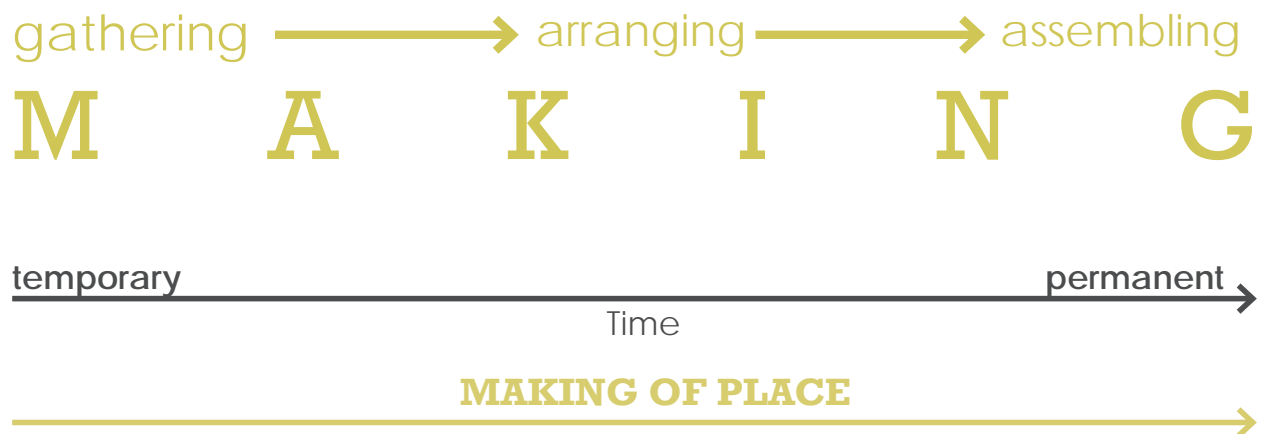 gathering arranging assembling
M A K I N G
temporary permanent
Time
MAKING OF PLACE